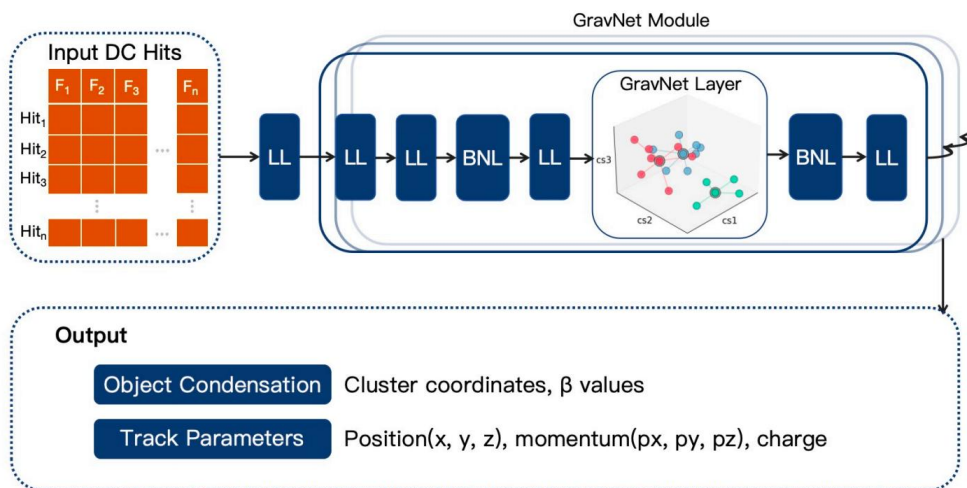 GravNet Module
Input DC Hits
F1 F2 F3 Fn
Hit1
Hit2
...
Hit3
Hitn ...
LL
LL
LL
BNL
LL
GravNet Layer
cs3
cs2
cs1
BNL
LL
Output
Object Condensation Cluster coordinates, β values
Track Parameters Position(x, y, z), momentum(px, py, pz), charge